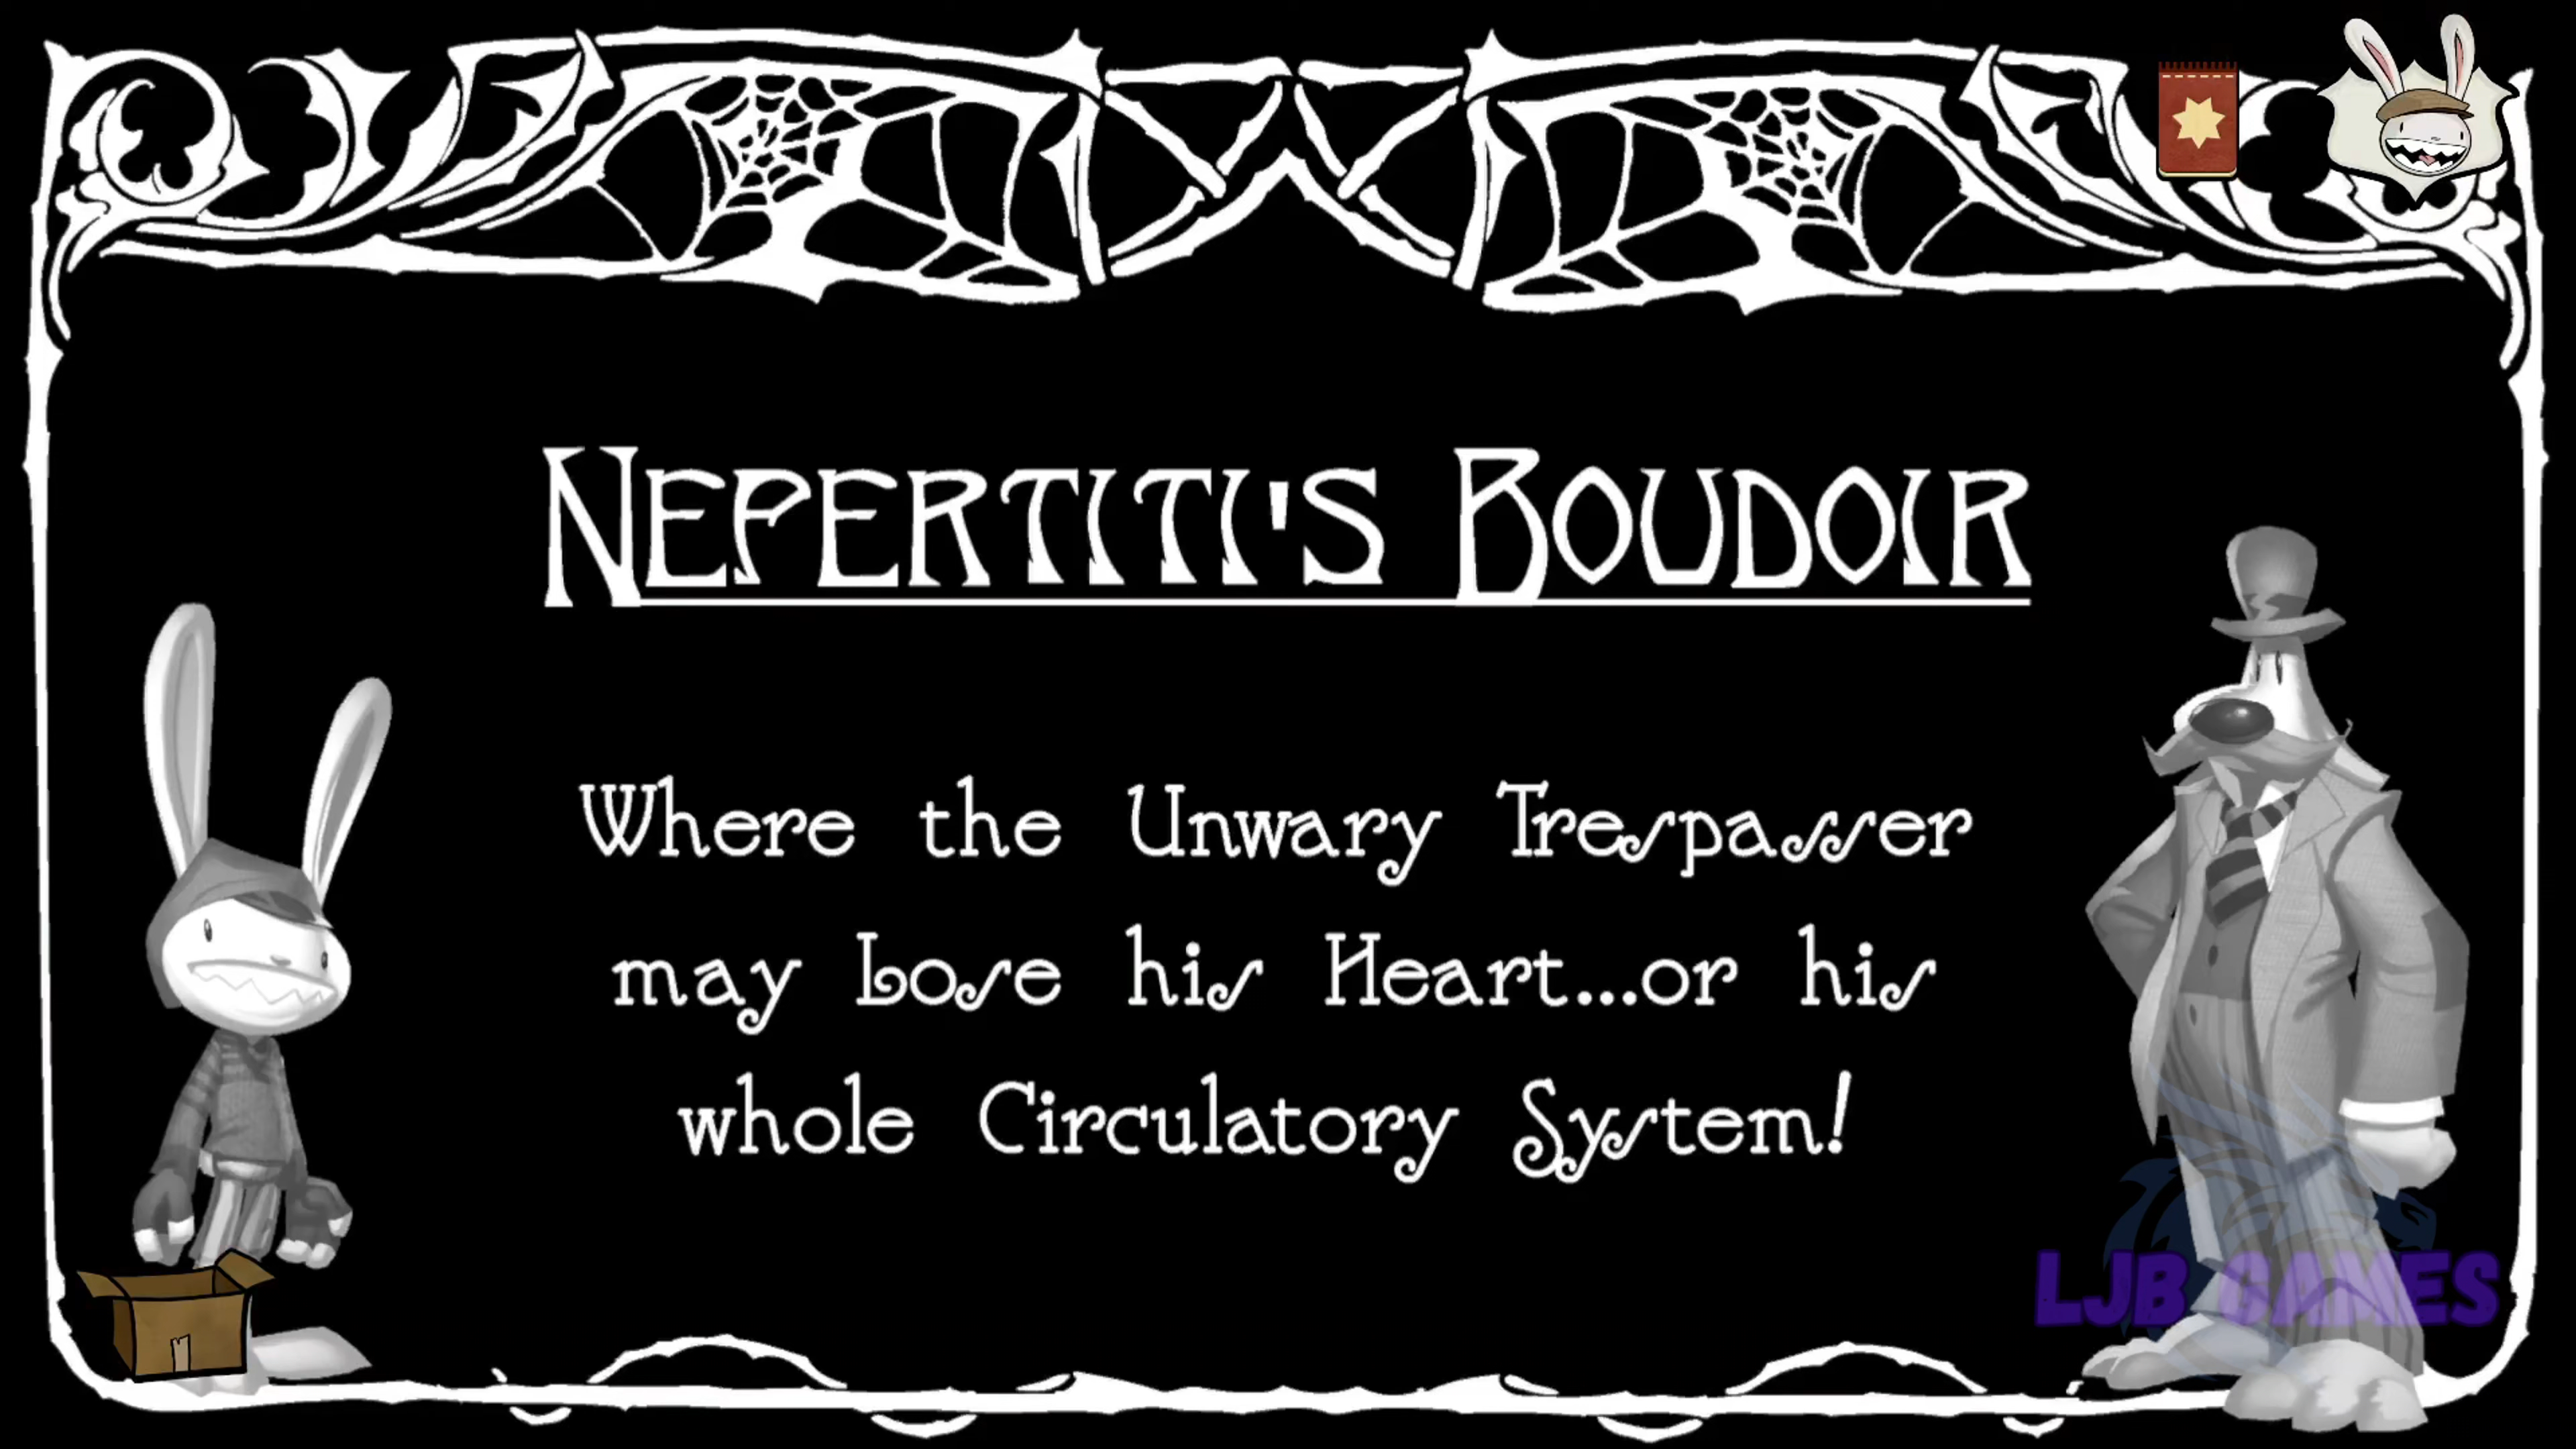 NEFERTITI'S BOUDOIR
Where the Unwary Trespasser
may Lose his Heart...or his
whole Circulatory System!
LJB GAMES